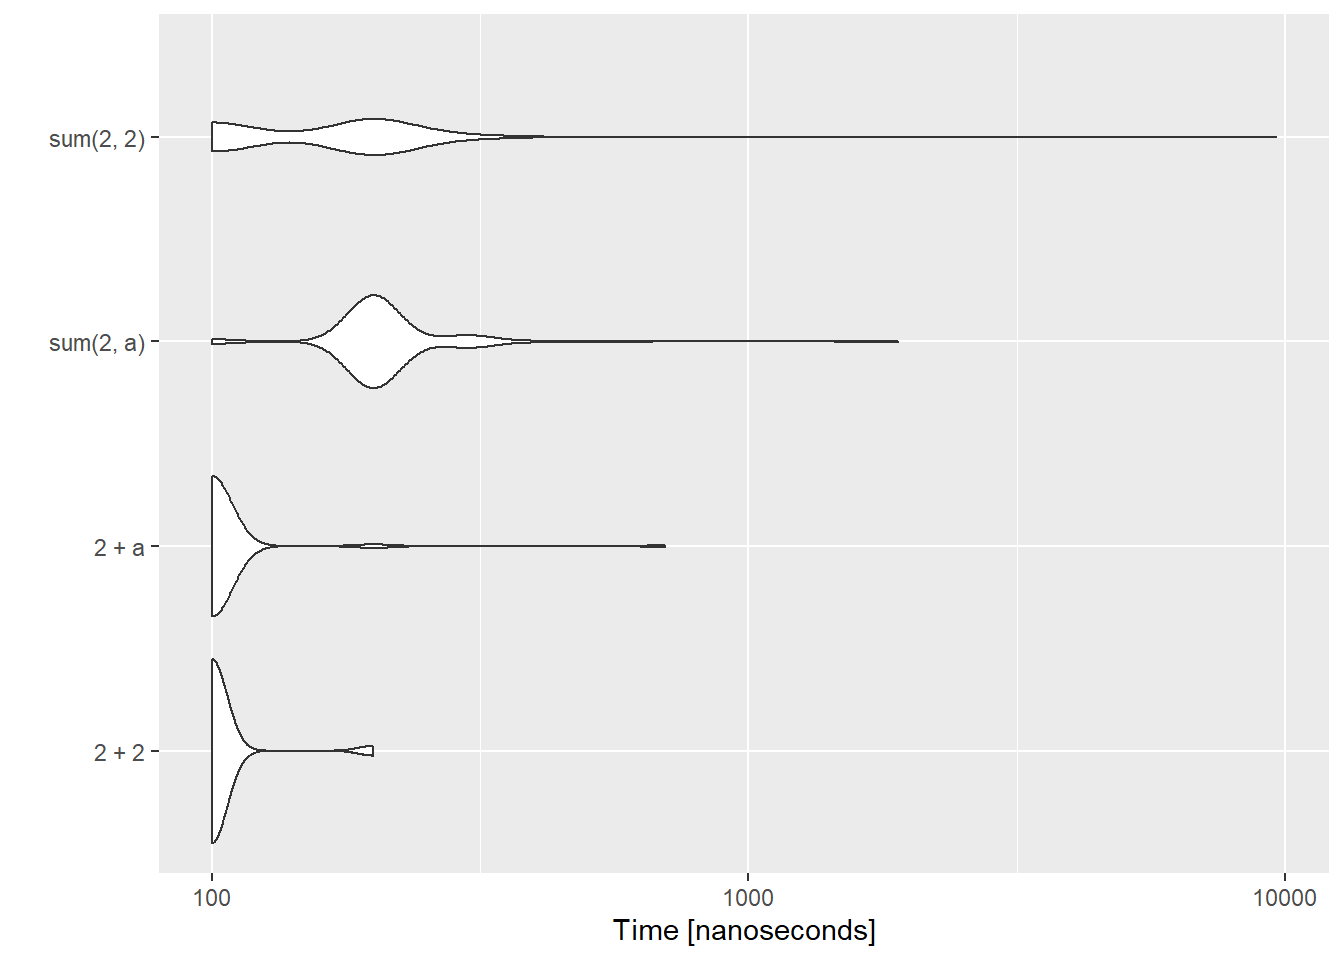 sum(2, 2)
sum(2, a)
2 + a
2 + 2
100
1000
10000
Time [nanoseconds]